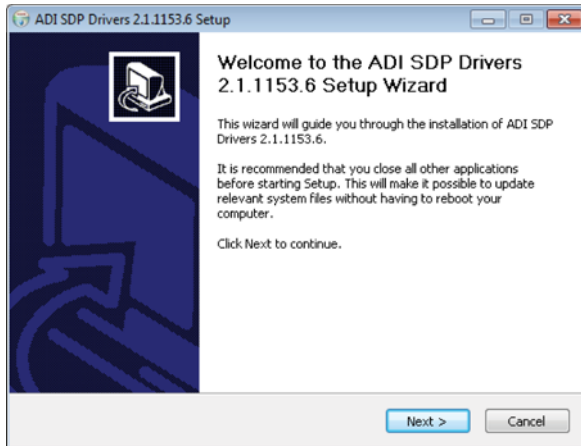 ADI SDP Drivers 2.1.1153.6 Setup
Welcome to the ADI SDP Drivers
2.1.1153.6 Setup Wizard
This wizard will guide you through the installation of ADI SDP
Drivers 2.1.1153.6.
It is recommended that you close all other applications
before starting Setup. This will make it possible to update
relevant system files without having to reboot your
computer.
Click Next to continue.
Next >
Cancel